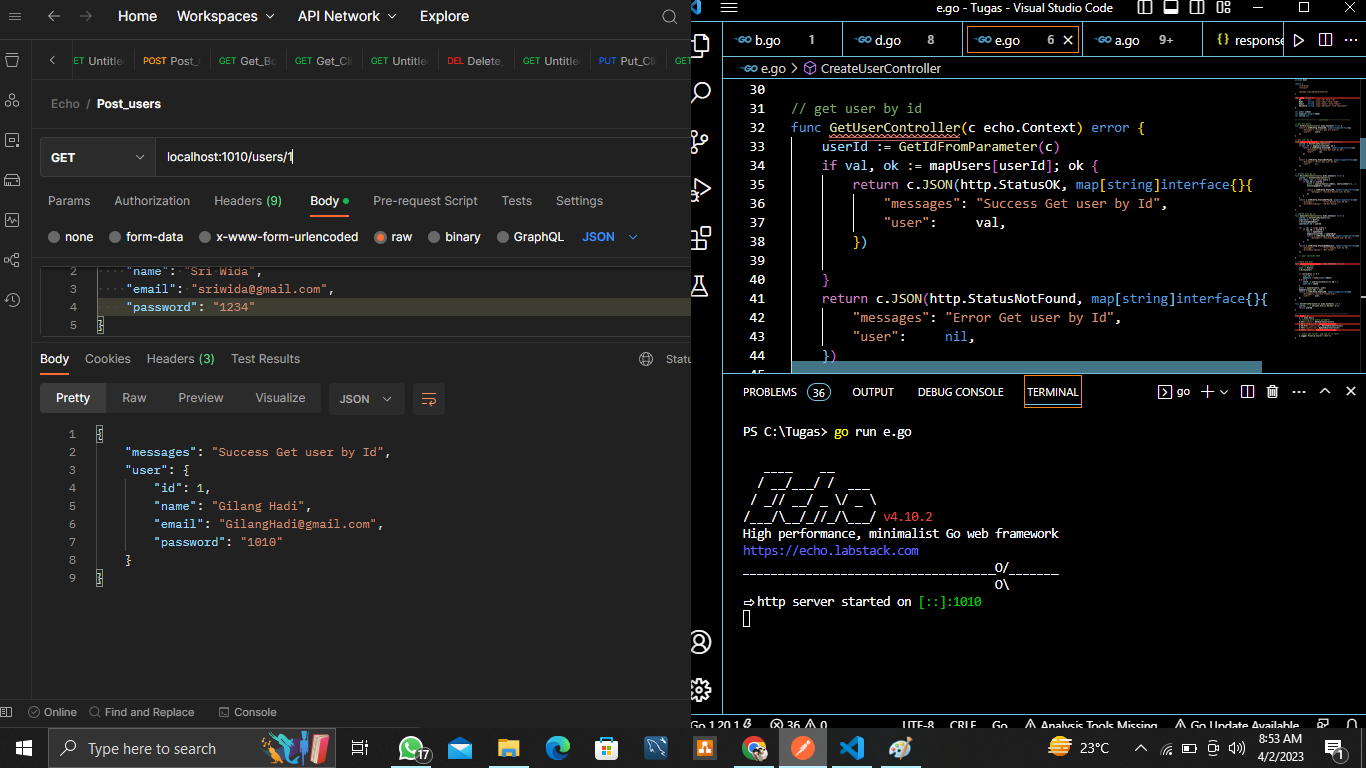 Home Workspaces API Network Explore
ET Untitle POST Post_ GET Get_Bo GET Get_Cl GET Untitle DEL Delete_ GET Untitle PUT Put_Cl GET
Echo / Post_users
GET localhost:1010/users/1
Params Authorization Headers (9) Body Pre-request Script Tests Settings
none form-data x-www-form-urlencoded raw binary GraphQL JSON
2 "name": "Sri Wida",
3 "email": "sriwida@gmail.com",
4 "password": "1234"
5 }
Body Cookies Headers (3) Test Results Statu
Pretty Raw Preview Visualize JSON
1 {
2 "messages": "Success Get user by Id",
3 "user": {
4 "id": 1,
5 "name": "Gilang Hadi",
6 "email": "GilangHadi@gmail.com",
7 "password": "1010"
8 }
9 }
Online Find and Replace Console
e.go - Tugas - Visual Studio Code
b.go 1 d.go 8 e.go 6 a.go 9+ {} response
e.go > CreateUserController
30
31 // get user by id
32 func GetUserController(c echo.Context) error {
33 userId := GetIdFromParameter(c)
34 if val, ok := mapUsers[userId]; ok {
35 return c.JSON(http.StatusOK, map[string]interface{}{
36 "messages": "Success Get user by Id",
37 "user": val,
38 })
39
40 }
41 return c.JSON(http.StatusNotFound, map[string]interface{}{
42 "messages": "Error Get user by Id",
43 "user": nil,
44 })
PROBLEMS 36 OUTPUT DEBUG CONSOLE TERMINAL go
PS C:\Tugas> go run e.go
v4.10.2
High performance, minimalist Go web framework
https://echo.labstack.com
____________________________________O/_______
O\
⇨ http server started on [::]:1010
Go 1.20.1 36 0 UTF-8 CRLF Go Analysis Tools Missing Go Update Available
Type here to search 17 23°C 8:53 AM
4/2/2023 1